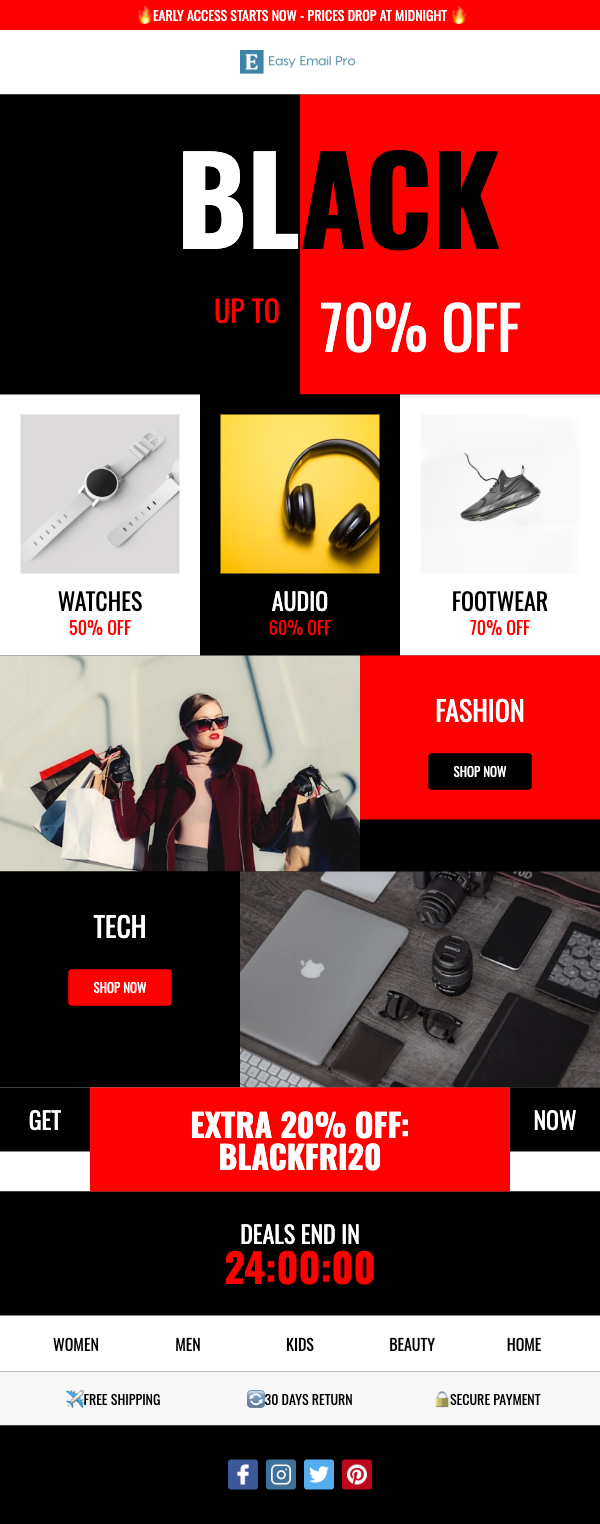 🔥EARLY ACCESS STARTS NOW - PRICES DROP AT MIDNIGHT 🔥
E Easy Email Pro
BLACK
UP TO
70% OFF
WATCHES
50% OFF
AUDIO
60% OFF
FOOTWEAR
70% OFF
FASHION
SHOP NOW
TECH
SHOP NOW
GET
EXTRA 20% OFF:
BLACKFRI20
NOW
DEALS END IN
24:00:00
WOMEN MEN KIDS BEAUTY HOME
✈️FREE SHIPPING 🔄30 DAYS RETURN 🔒SECURE PAYMENT